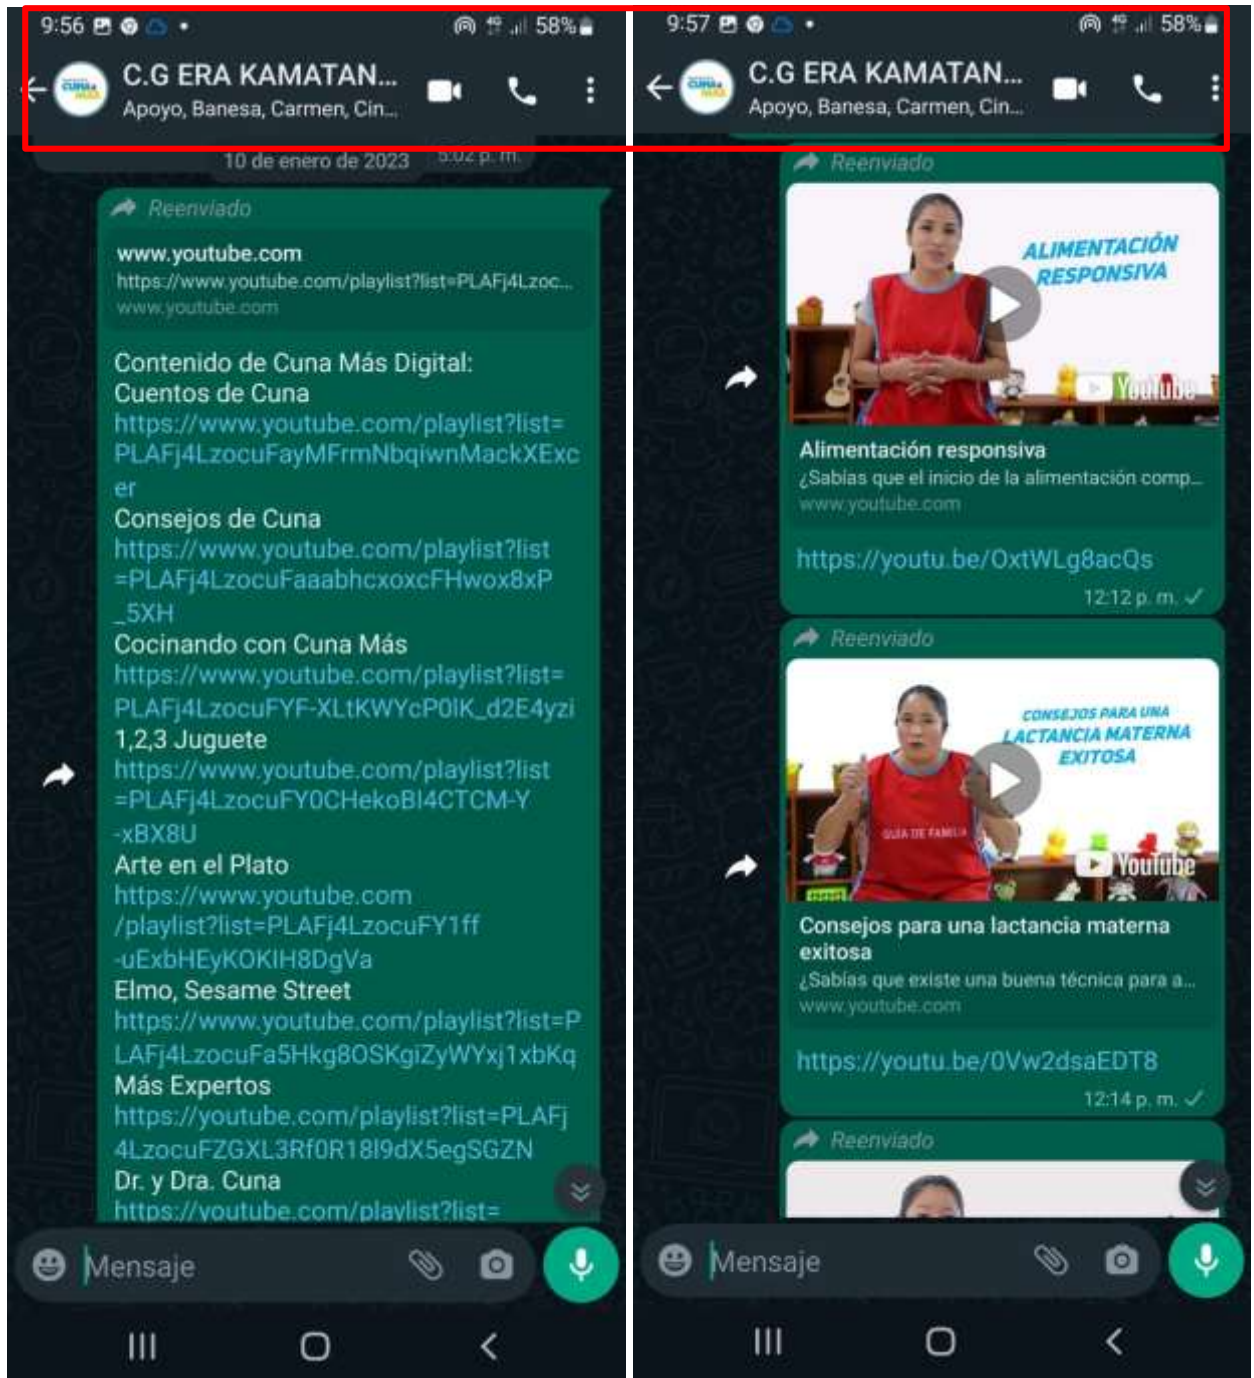 9:56
58%
C.G ERA KAMATAN...
Apoyo, Banesa, Carmen, Cin...
10 de enero de 2023
5:02 p. m.
Reenviado
www.youtube.com
https://www.youtube.com/playlist?list=PLAFj4Lzoc...
www.youtube.com
Contenido de Cuna Más Digital:
Cuentos de Cuna
https://www.youtube.com/playlist?list=
PLAFj4LzocuFayMFrmNbqiwnMackXExc
er
Consejos de Cuna
https://www.youtube.com/playlist?list
=PLAFj4LzocuFaaabhcxoxcFHwox8xP
_5XH
Cocinando con Cuna Más
https://www.youtube.com/playlist?list=
PLAFj4LzocuFYF-XLtKWYcP0lK_d2E4yzi
1,2,3 Juguete
https://www.youtube.com/playlist?list
=PLAFj4LzocuFY0CHekoBl4CTCM-Y
-xBX8U
Arte en el Plato
https://www.youtube.com
/playlist?list=PLAFj4LzocuFY1ff
-uExbHEyKOKIH8DgVa
Elmo, Sesame Street
https://www.youtube.com/playlist?list=P
LAFj4LzocuFa5Hkg8OSKgiZyWYxj1xbKq
Más Expertos
https://youtube.com/playlist?list=PLAFj
4LzocuFZGXL3Rf0R18l9dX5egSGZN
Dr. y Dra. Cuna
https://youtube.com/playlist?list=
Mensaje
9:57
58%
C.G ERA KAMATAN...
Apoyo, Banesa, Carmen, Cin...
Reenviado
ALIMENTACIÓN
RESPONSIVA
YouTube
Alimentación responsiva
¿Sabías que el inicio de la alimentación comp...
www.youtube.com
https://youtu.be/OxtWLg8acQs
12:12 p. m.
Reenviado
CONSEJOS PARA UNA
LACTANCIA MATERNA
EXITOSA
GUIA DE FAMILIA
YouTube
Consejos para una lactancia materna
exitosa
¿Sabías que existe una buena técnica para a...
www.youtube.com
https://youtu.be/0Vw2dsaEDT8
12:14 p. m.
Reenviado
Mensaje